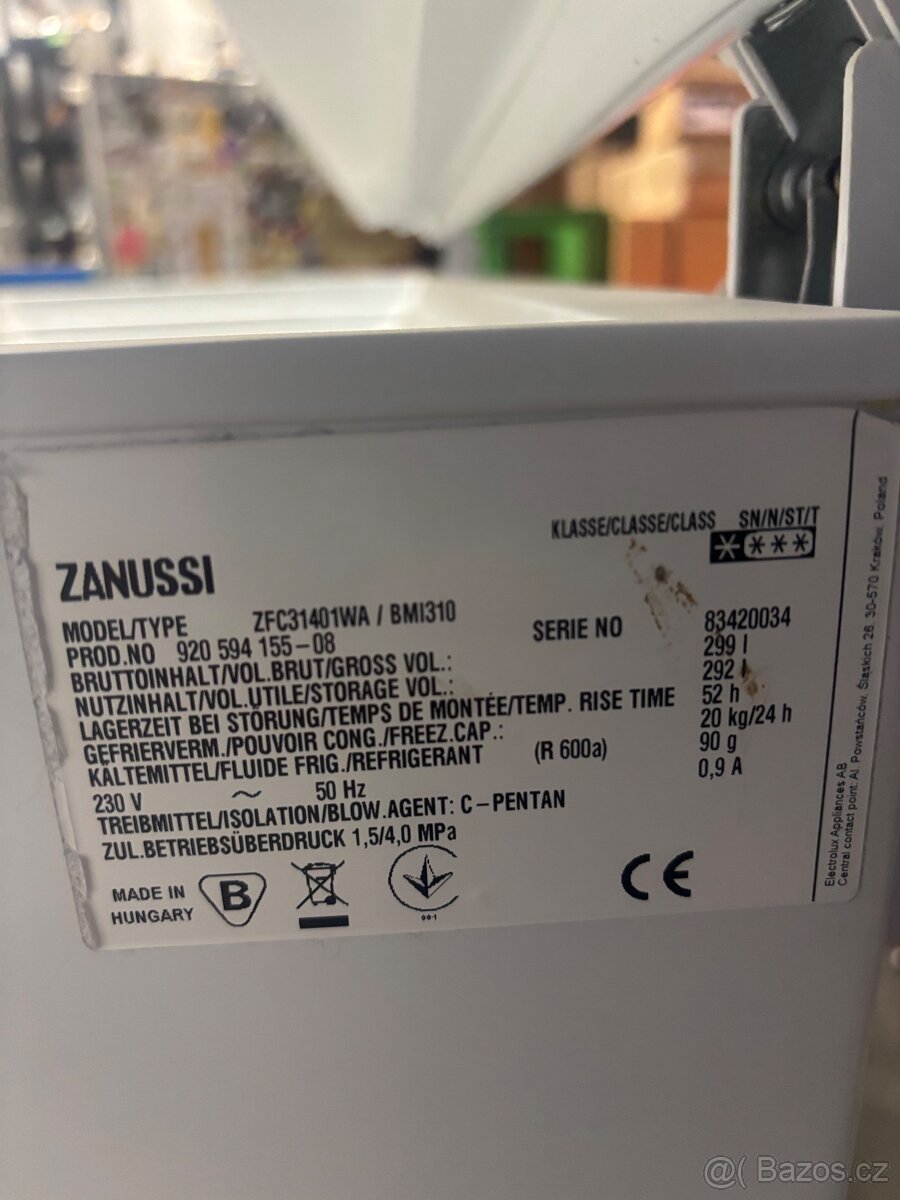 KLASSE/CLASSE/CLASS SN/N/ST/T
ZANUSSI
MODEL/TYPE ZFC31401WA / BMI310
PROD.NO 920 594 155-08 SERIE NO 83420034
BRUTTOINHALT/VOL.BRUT/GROSS VOL.: 299 l
NUTZINHALT/VOL.UTILE/STORAGE VOL.: 292 l
LAGERZEIT BEI STÖRUNG/TEMPS DE MONTÉE/TEMP. RISE TIME 52 h
GEFRIERVERM./POUVOIR CONG./FREEZ.CAP.: 20 kg/24 h
KÄLTEMITTEL/FLUIDE FRIG./REFRIGERANT (R 600a) 90 g
230 V ~ 50 Hz 0,9 A
TREIBMITTEL/ISOLATION/BLOW.AGENT: C-PENTAN
ZUL.BETRIEBSÜBERDRUCK 1,5/4,0 MPa
MADE IN
HUNGARY
B
001
CE
Electrolux Appliances AB
Central contact point: Al. Powstańców. Śląskich 26. 30-570 Kraków. Poland
@( Bazos.cz